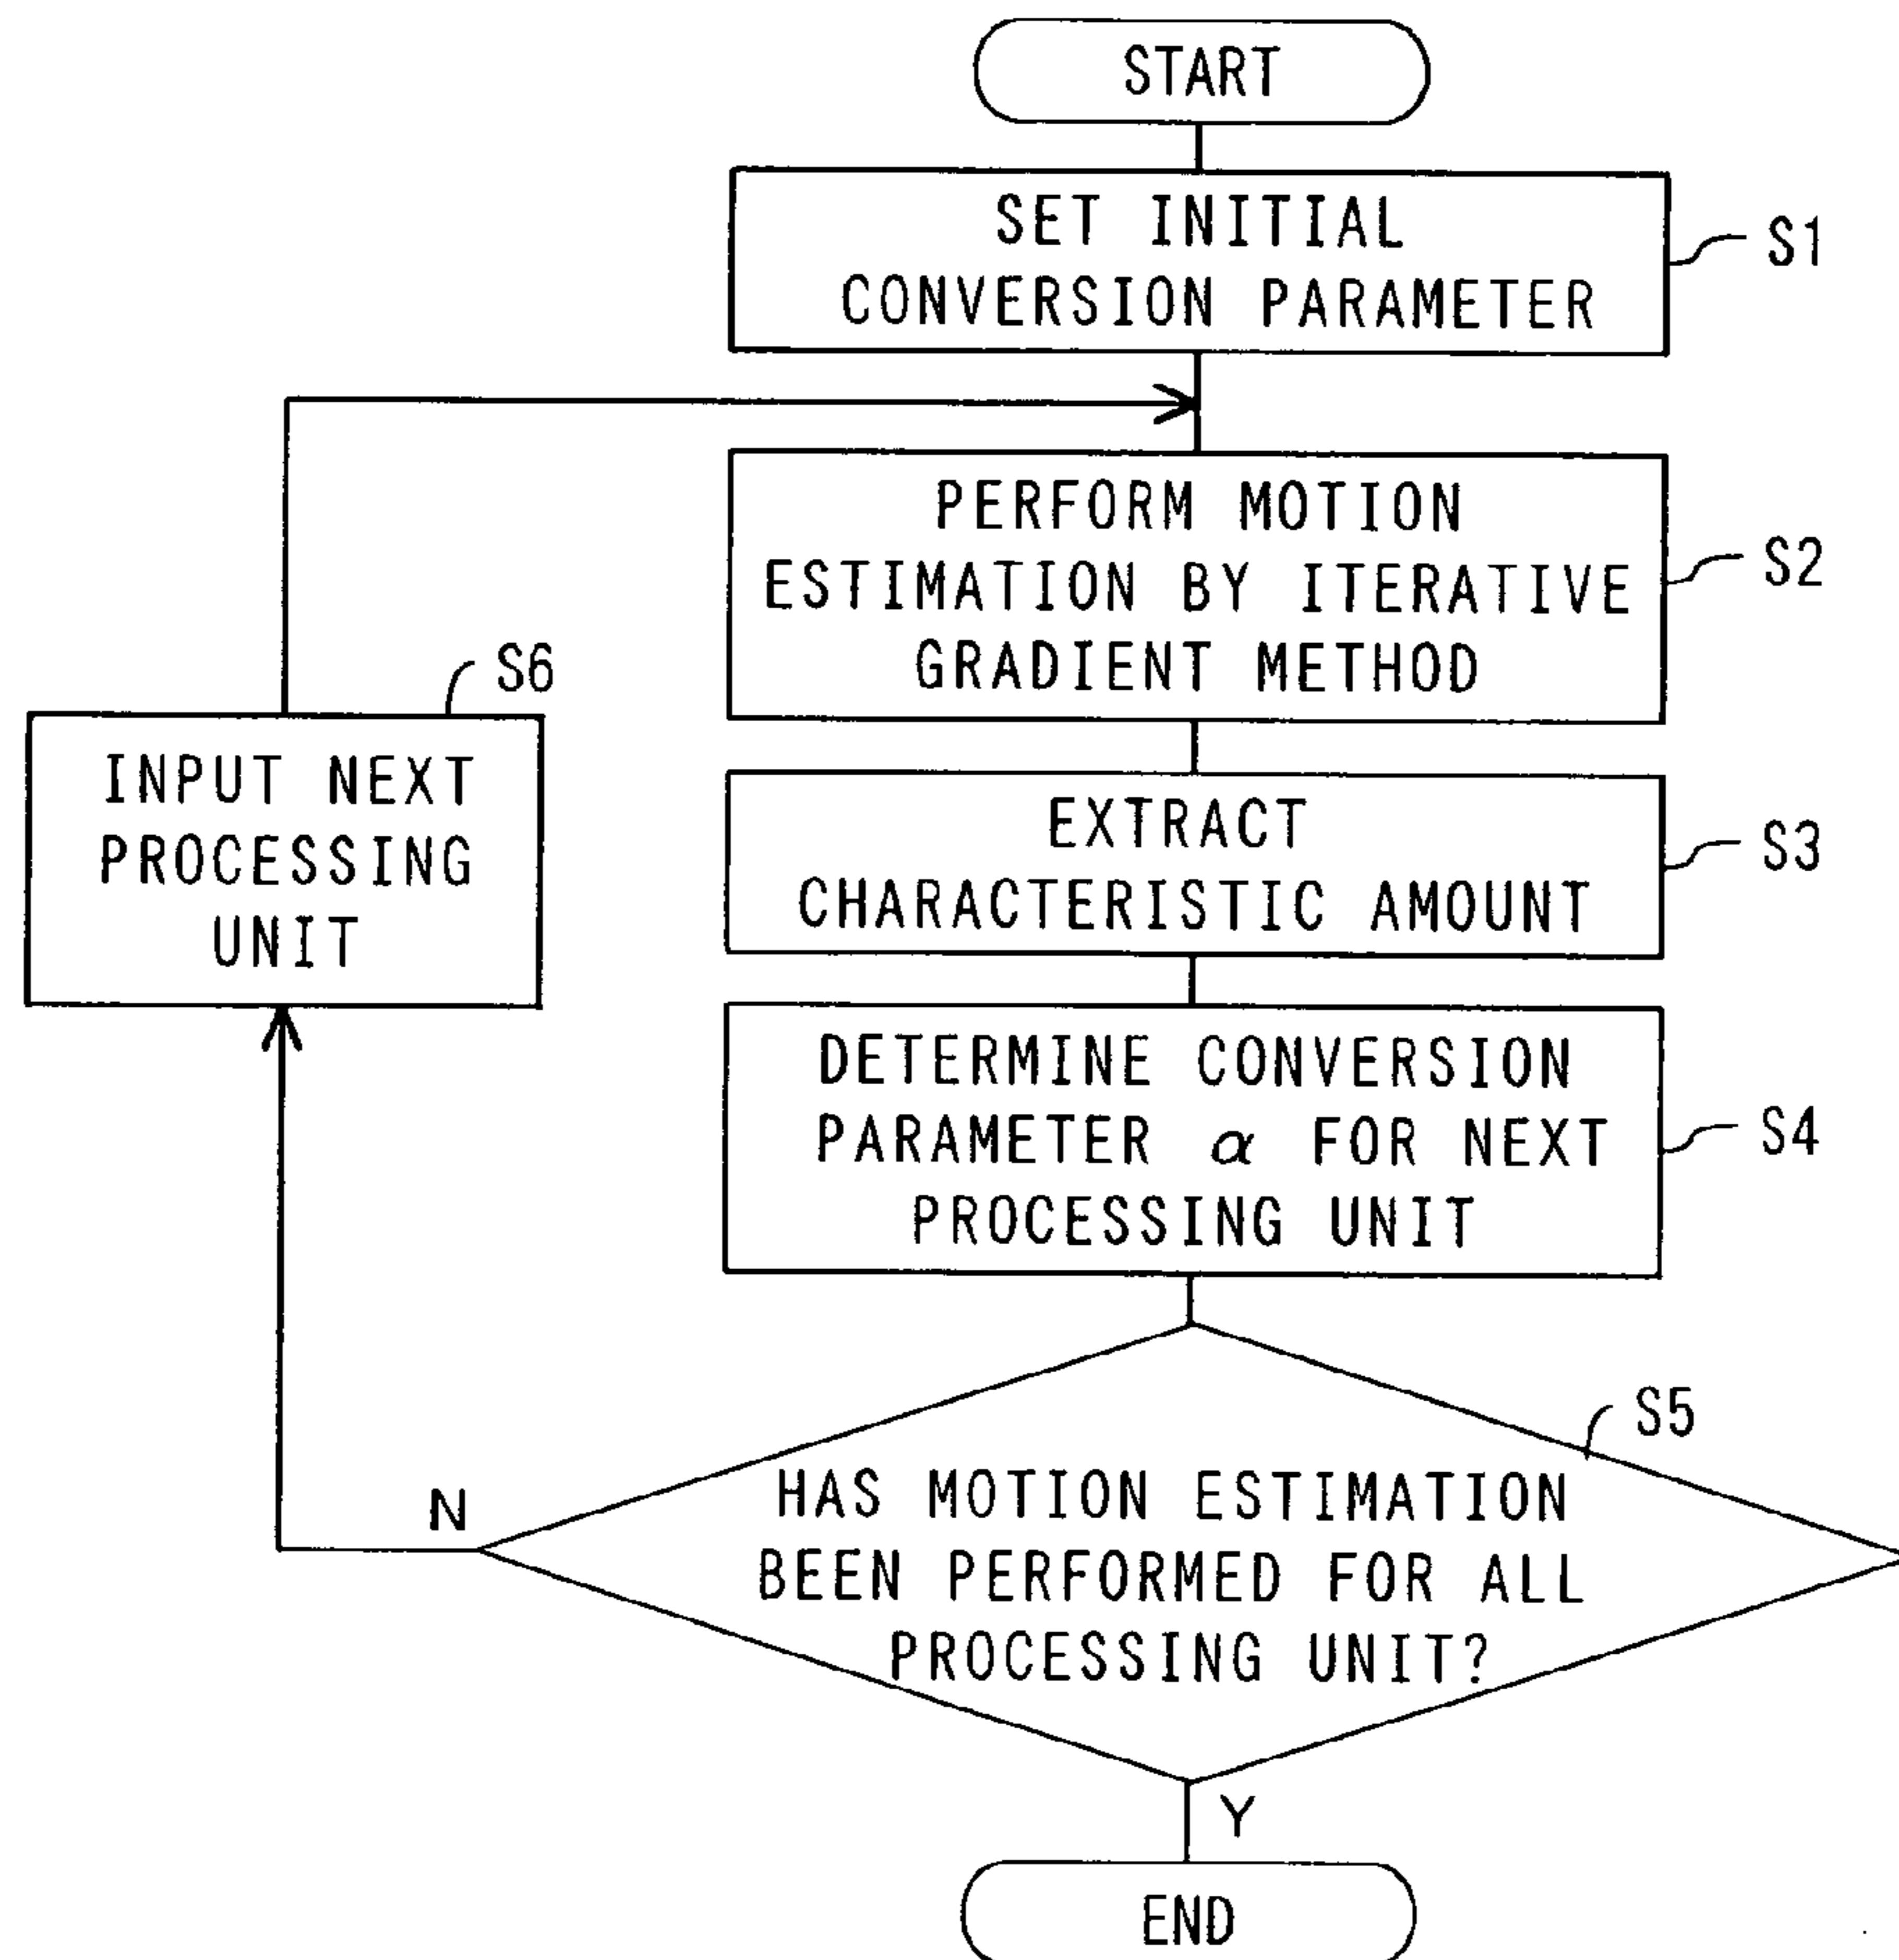 START
SET INITIAL
CONVERSION PARAMETER
S1
PERFORM MOTION
ESTIMATION BY ITERATIVE
GRADIENT METHOD
S2
S6
INPUT NEXT
PROCESSING
UNIT
EXTRACT
CHARACTERISTIC AMOUNT
S3
DETERMINE CONVERSION
PARAMETER α FOR NEXT
PROCESSING UNIT
S4
S5
HAS MOTION ESTIMATION
BEEN PERFORMED FOR ALL
PROCESSING UNIT?
N
Y
END